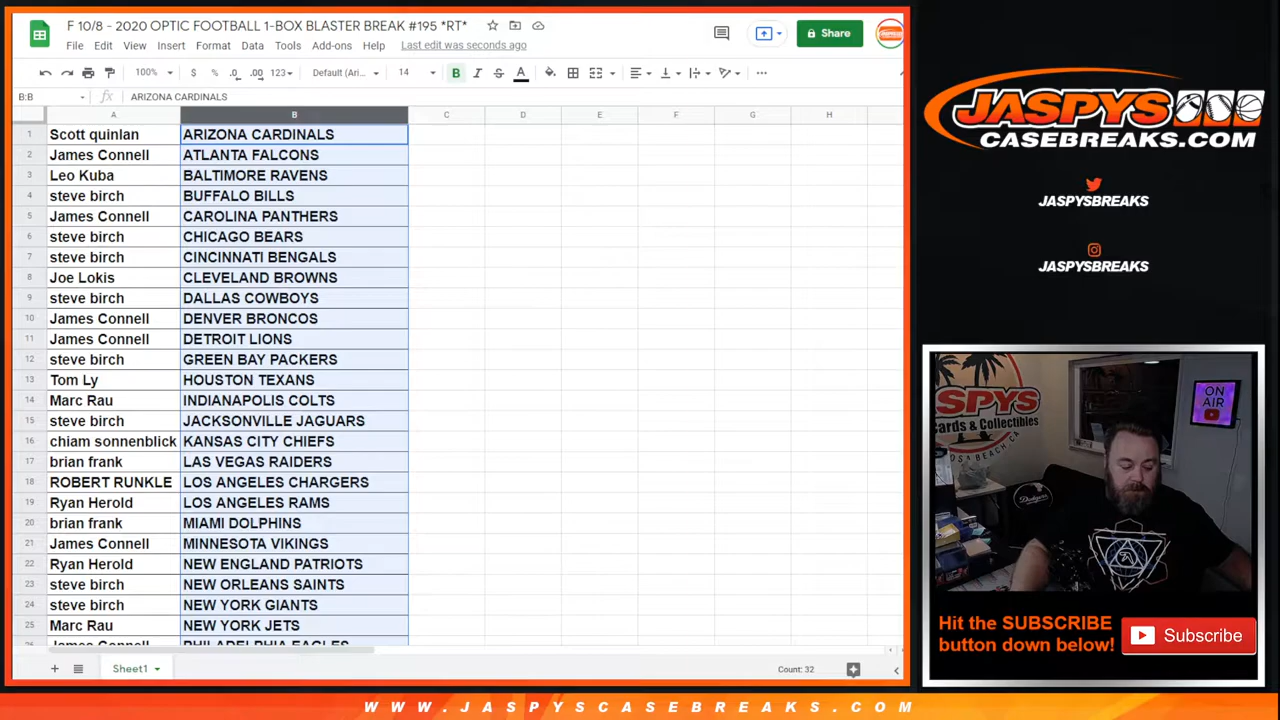 F 10/8 - 2020 OPTIC FOOTBALL 1-BOX BLASTER BREAK #195 *RT*
File Edit View Insert Format Data Tools Add-ons Help Last edit was seconds ago
Share
100% $ % .0 .00 123 Default (Ari... 14 B I S A
B:B fx ARIZONA CARDINALS
A B C D E F G H
1 Scott quinlan ARIZONA CARDINALS
2 James Connell ATLANTA FALCONS
3 Leo Kuba BALTIMORE RAVENS
4 steve birch BUFFALO BILLS
5 James Connell CAROLINA PANTHERS
6 steve birch CHICAGO BEARS
7 steve birch CINCINNATI BENGALS
8 Joe Lokis CLEVELAND BROWNS
9 steve birch DALLAS COWBOYS
10 James Connell DENVER BRONCOS
11 James Connell DETROIT LIONS
12 steve birch GREEN BAY PACKERS
13 Tom Ly HOUSTON TEXANS
14 Marc Rau INDIANAPOLIS COLTS
15 steve birch JACKSONVILLE JAGUARS
16 chiam sonnenblick KANSAS CITY CHIEFS
17 brian frank LAS VEGAS RAIDERS
18 ROBERT RUNKLE LOS ANGELES CHARGERS
19 Ryan Herold LOS ANGELES RAMS
20 brian frank MIAMI DOLPHINS
21 James Connell MINNESOTA VIKINGS
22 Ryan Herold NEW ENGLAND PATRIOTS
23 steve birch NEW ORLEANS SAINTS
24 steve birch NEW YORK GIANTS
25 Marc Rau NEW YORK JETS
James Connell PHILADELPHIA EAGLES
Sheet1
Count: 32
JASPYS
CASEBREAKS.COM
JASPYSBREAKS
JASPYSBREAKS
SPYS
Cards & Collectibles
Dodgers
ON
AIR
Hit the SUBSCRIBE
button down below!
Subscribe
WWW.JASPYSCASEBREAKS.COM